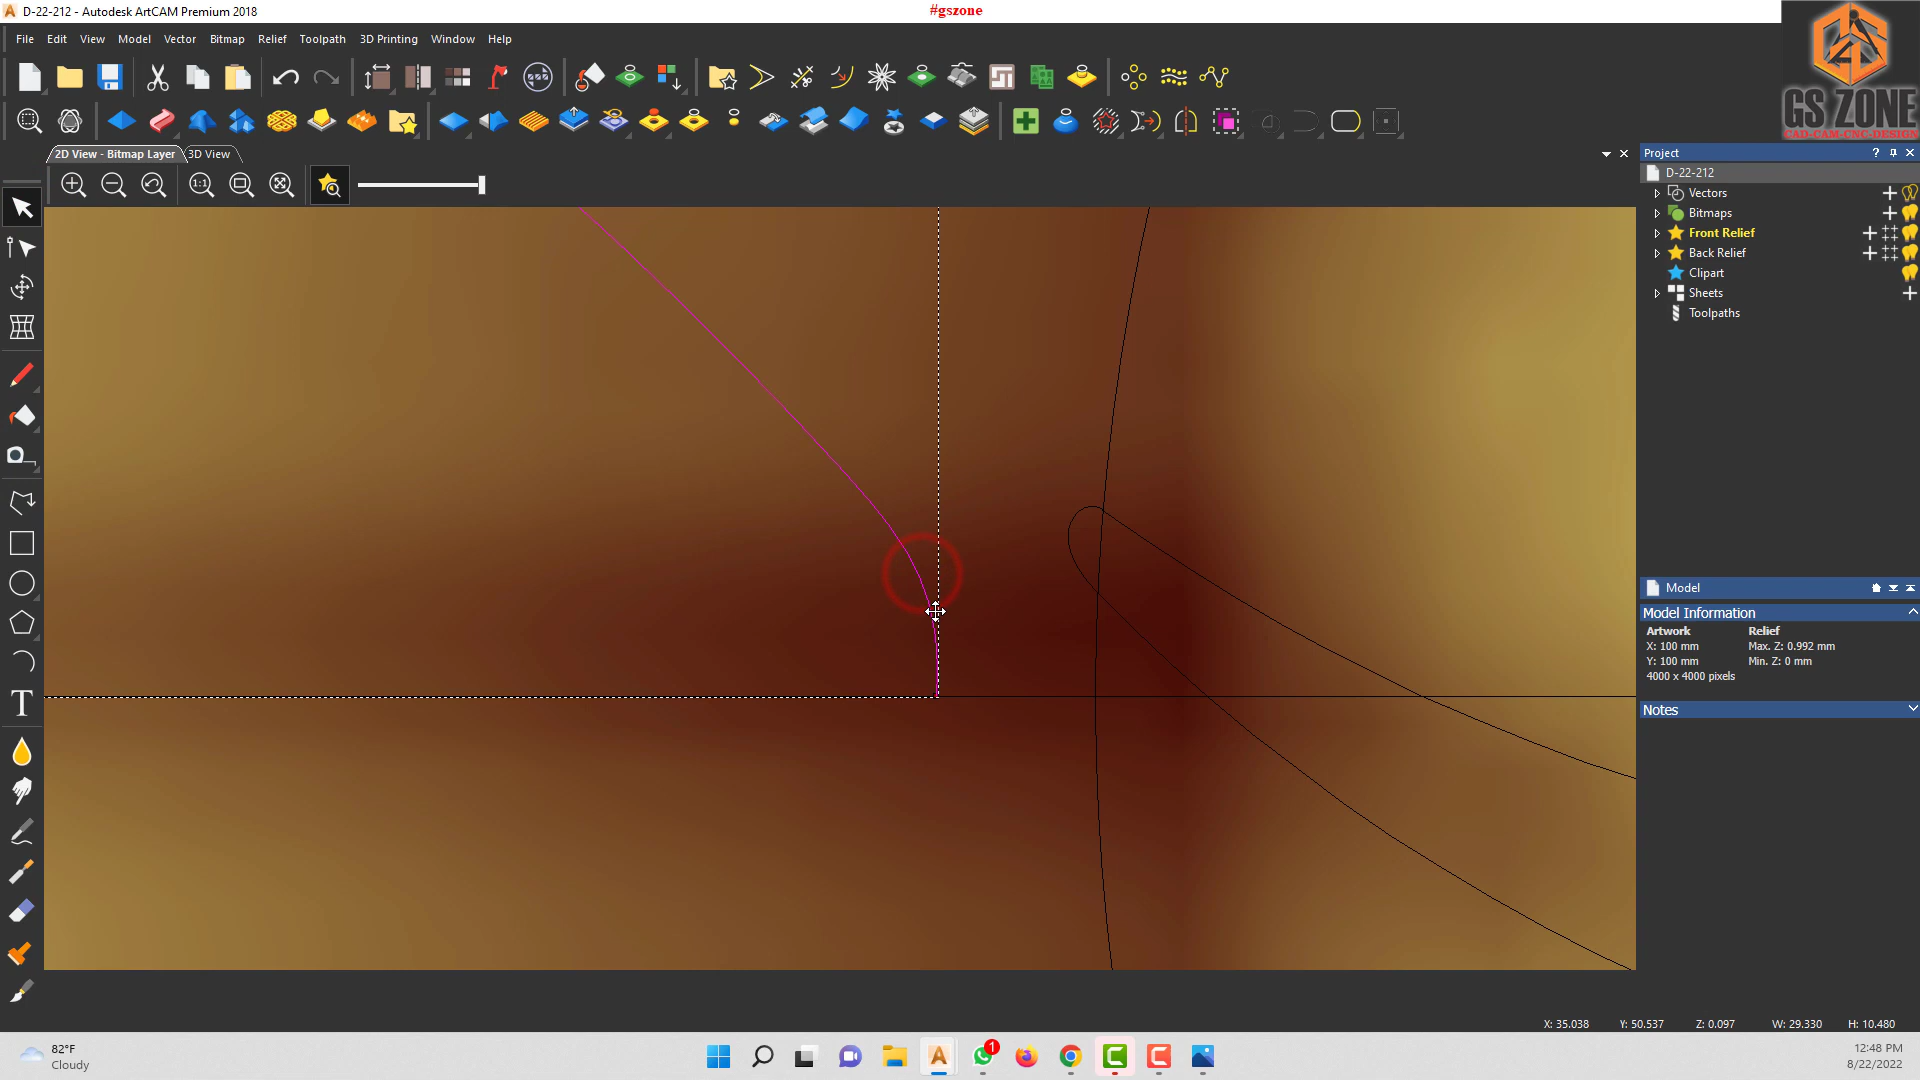 D-22-212 - Autodesk ArtCAM Premium 2018
#gszone
File Edit View Model Vector Bitmap Relief Toolpath 3D Printing Window Help
GS ZONE
CAD-CAM-CNC-DESIGN
2D View - Bitmap Layer 3D View
1:1
Project
D-22-212
Vectors
Bitmaps
Front Relief
Back Relief
Clipart
Sheets
Toolpaths
Model
Model Information
Artwork Relief
X: 100 mm Max. Z: 0.992 mm
Y: 100 mm Min. Z: 0 mm
4000 x 4000 pixels
Notes
X: 35.038 Y: 50.537 Z: 0.097 W: 29.330 H: 10.480
82°F
Cloudy
1
12:48 PM
8/22/2022